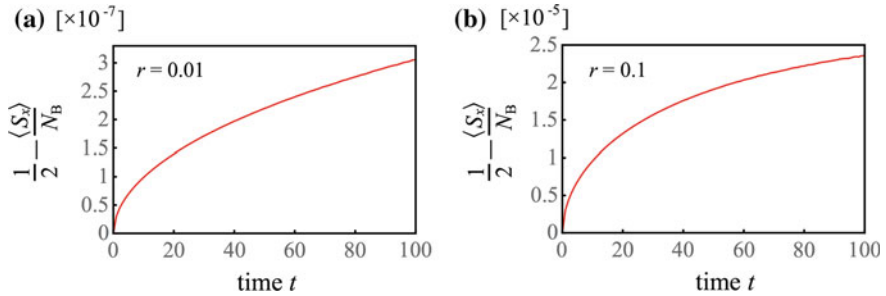 (a) [×10⁻⁷]
r = 0.01
3
2.5
2
1.5
1
0.5
0
0 20 40 60 80 100
time t
1/2 − ⟨Sₓ⟩/N_B
(b) [×10⁻⁵]
r = 0.1
2.5
2
1.5
1
0.5
0
0 20 40 60 80 100
time t
1/2 − ⟨Sₓ⟩/N_B